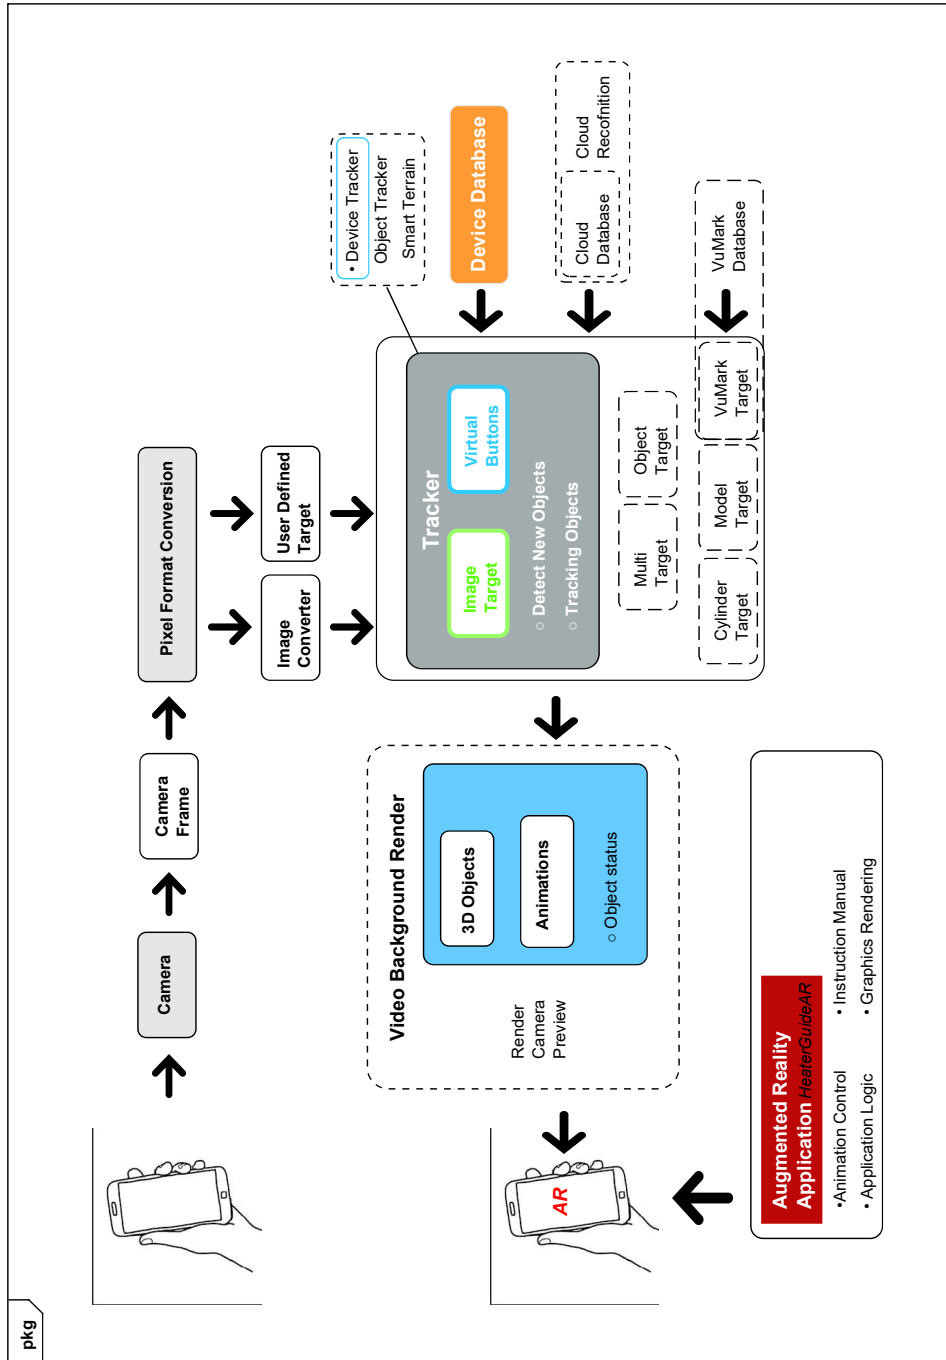 pkg
Camera
Camera
Frame
Pixel Format Conversion
Image
Converter
User Defined
Target
• Device Tracker
Object Tracker
Smart Terrain
Device Database
Cloud
Database
Cloud
Recofnition
VuMark
Database
Tracker
Image
Target
Virtual
Buttons
○ Detect New Objects
○ Tracking Objects
Multi
Target
Object
Target
Cylinder
Target
Model
Target
VuMark
Target
Video Background Render
3D Objects
Animations
○ Object status
Render
Camera
Preview
AR
Augmented Reality
Application HeaterGuideAR
•Animation Control
• Instruction Manual
• Application Logic
• Graphics Rendering